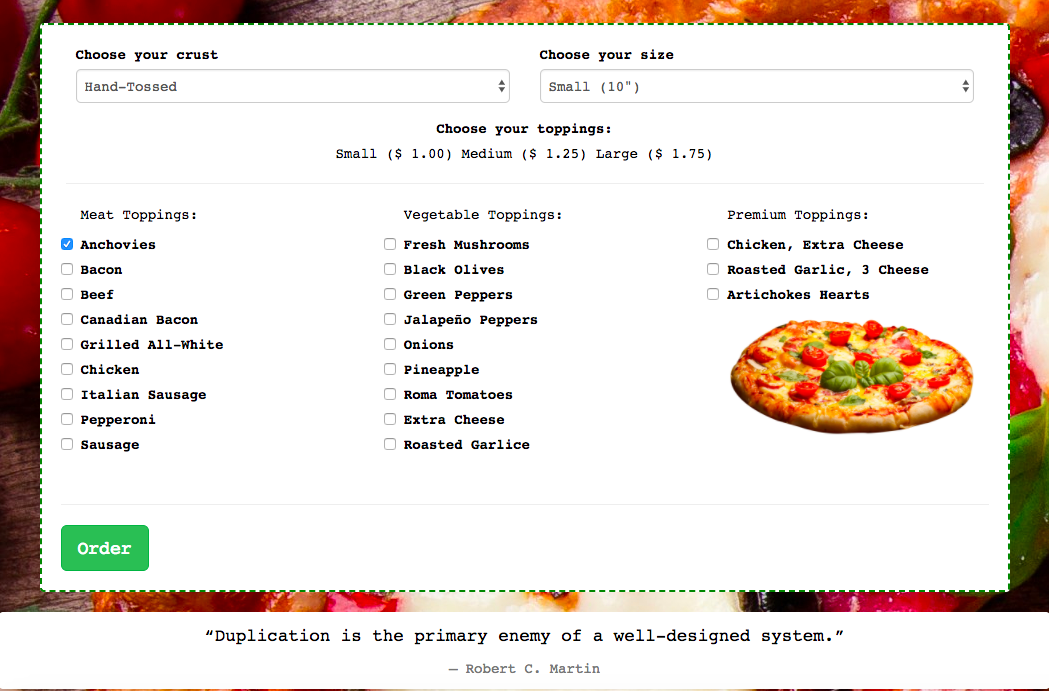 Choose your crust
Choose your size
Hand-Tossed
Small (10")
Choose your toppings:
Small ($ 1.00) Medium ($ 1.25) Large ($ 1.75)
Meat Toppings:
Anchovies
Bacon
Beef
Canadian Bacon
Grilled All-White
Chicken
Italian Sausage
Pepperoni
Sausage
Vegetable Toppings:
Fresh Mushrooms
Black Olives
Green Peppers
Jalapeño Peppers
Onions
Pineapple
Roma Tomatoes
Extra Cheese
Roasted Garlice
Premium Toppings:
Chicken, Extra Cheese
Roasted Garlic, 3 Cheese
Artichokes Hearts
Order
“Duplication is the primary enemy of a well-designed system.”
— Robert C. Martin